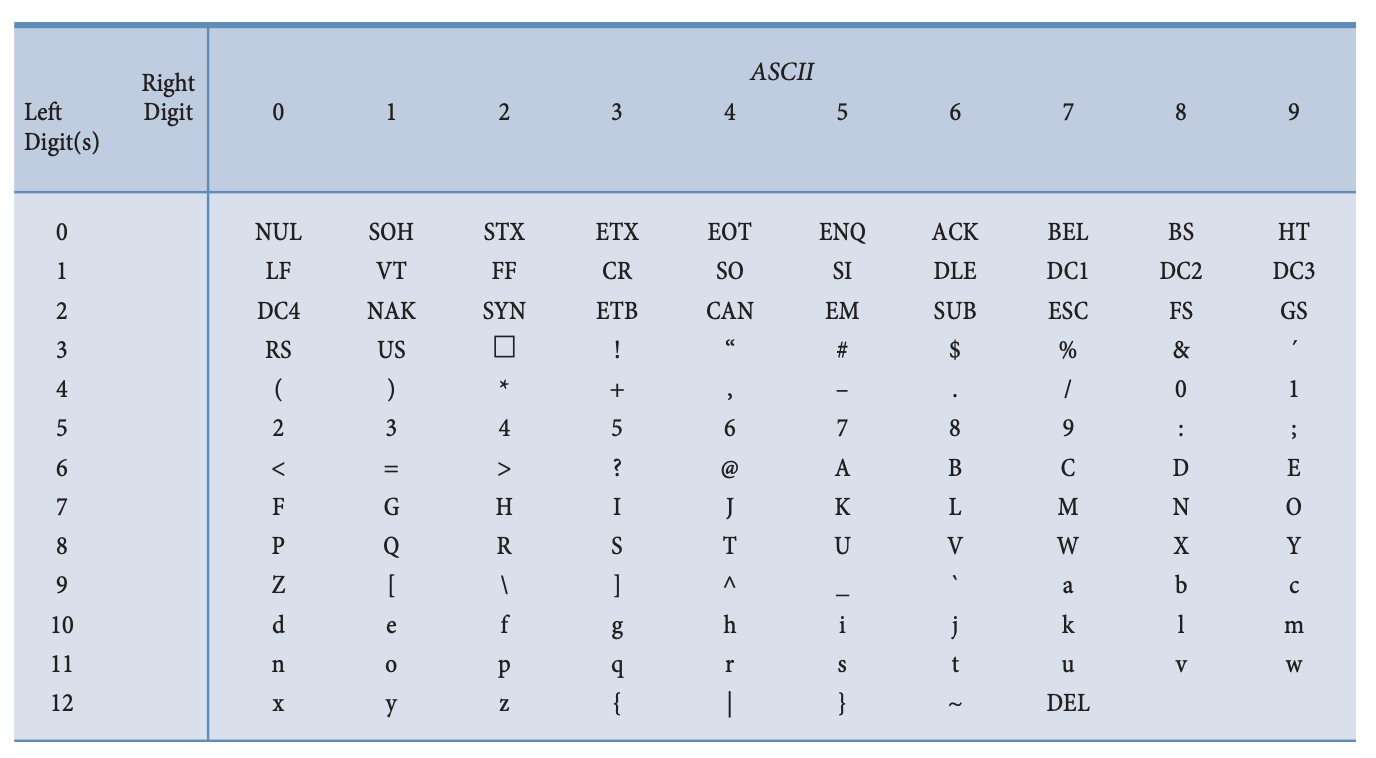 ASCII
Right
Left Digit 0 1 2 3 4 5 6 7 8 9
Digit(s)
0 NUL SOH STX ETX EOT ENQ ACK BEL BS HT
1 LF VT FF CR SO SI DLE DC1 DC2 DC3
2 DC4 NAK SYN ETB CAN EM SUB ESC FS GS
3 RS US □ ! “ # $ % & ´
4 ( ) * + , – . / 0 1
5 2 3 4 5 6 7 8 9 : ;
6 < = > ? @ A B C D E
7 F G H I J K L M N O
8 P Q R S T U V W X Y
9 Z [ \ ] ^ _ ` a b c
10 d e f g h i j k l m
11 n o p q r s t u v w
12 x y z { | } ~ DEL